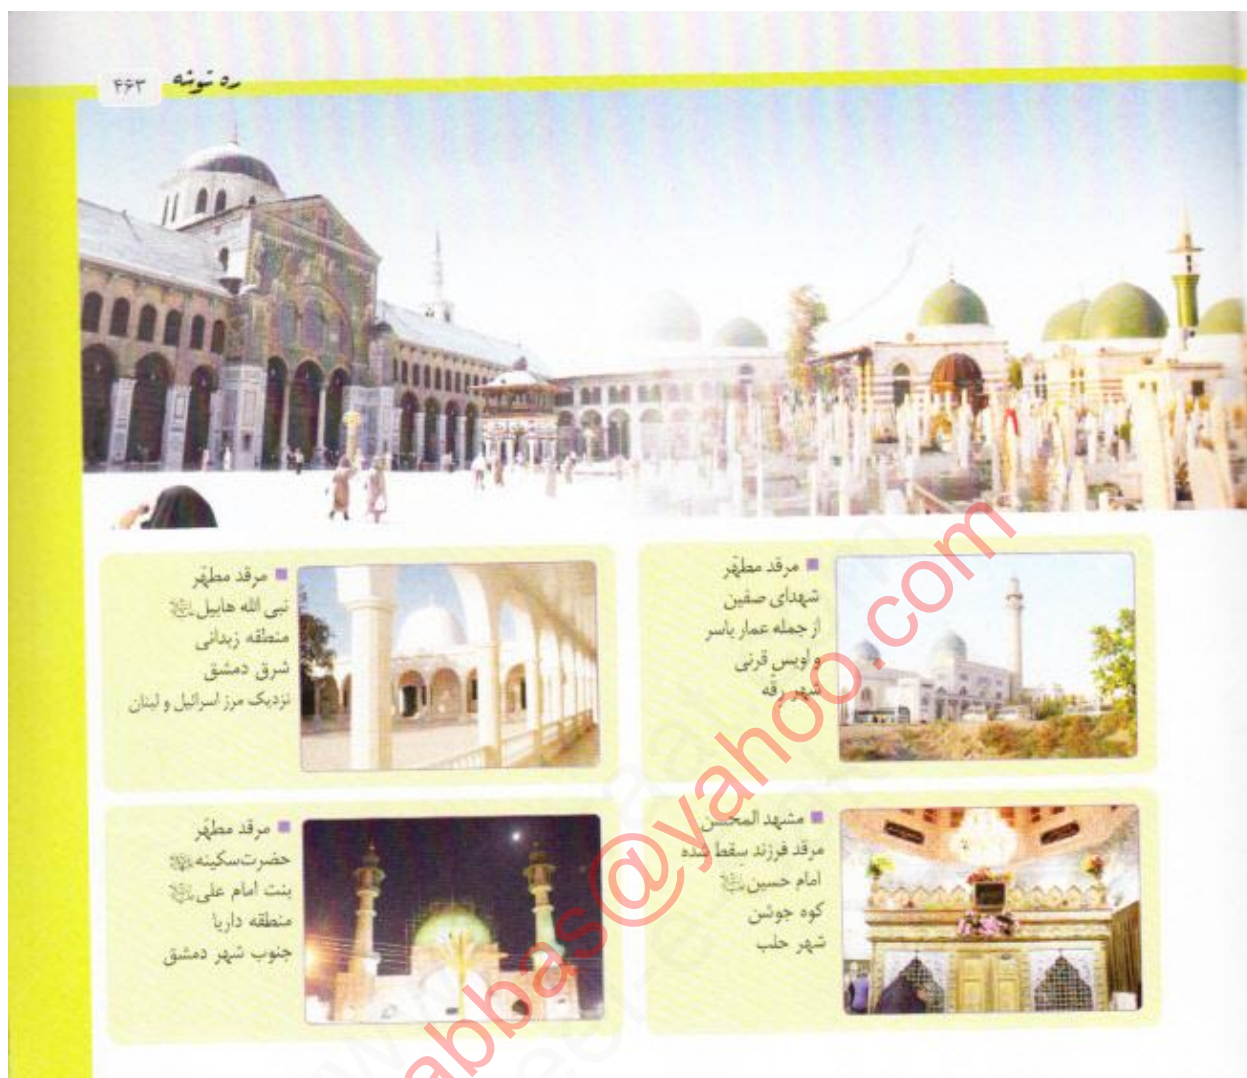 ره توشه
۴۶۳
مرقد مطهّر
شهدای صفین
از جمله عمار یاسر
و اویس قرنی
شهر رقّه
مرقد مطهّر
نبی الله هابیل
منطقه زبدانی
شرق دمشق
نزدیک مرز اسرائیل و لبنان
مشهد المحسن
مرقد فرزند سِقط شده
امام حسین
کوه جوشن
شهر حلب
مرقد مطهّر
حضرت سکینه
بنت امام علی
منطقه داریا
جنوب شهر دمشق
abbas@yahoo.com